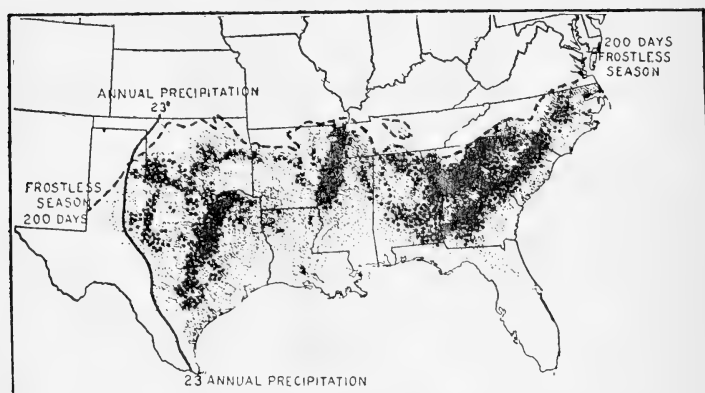 200 DAYS
FROSTLESS
SEASON
ANNUAL PRECIPITATION
23"
FROSTLESS
SEASON
200 DAYS
23 ANNUAL PRECIPITATION